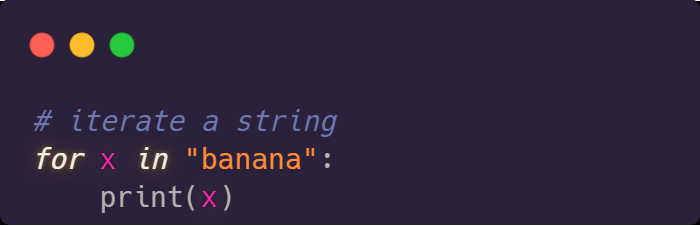 # iterate a string
for x in "banana":
    print(x)